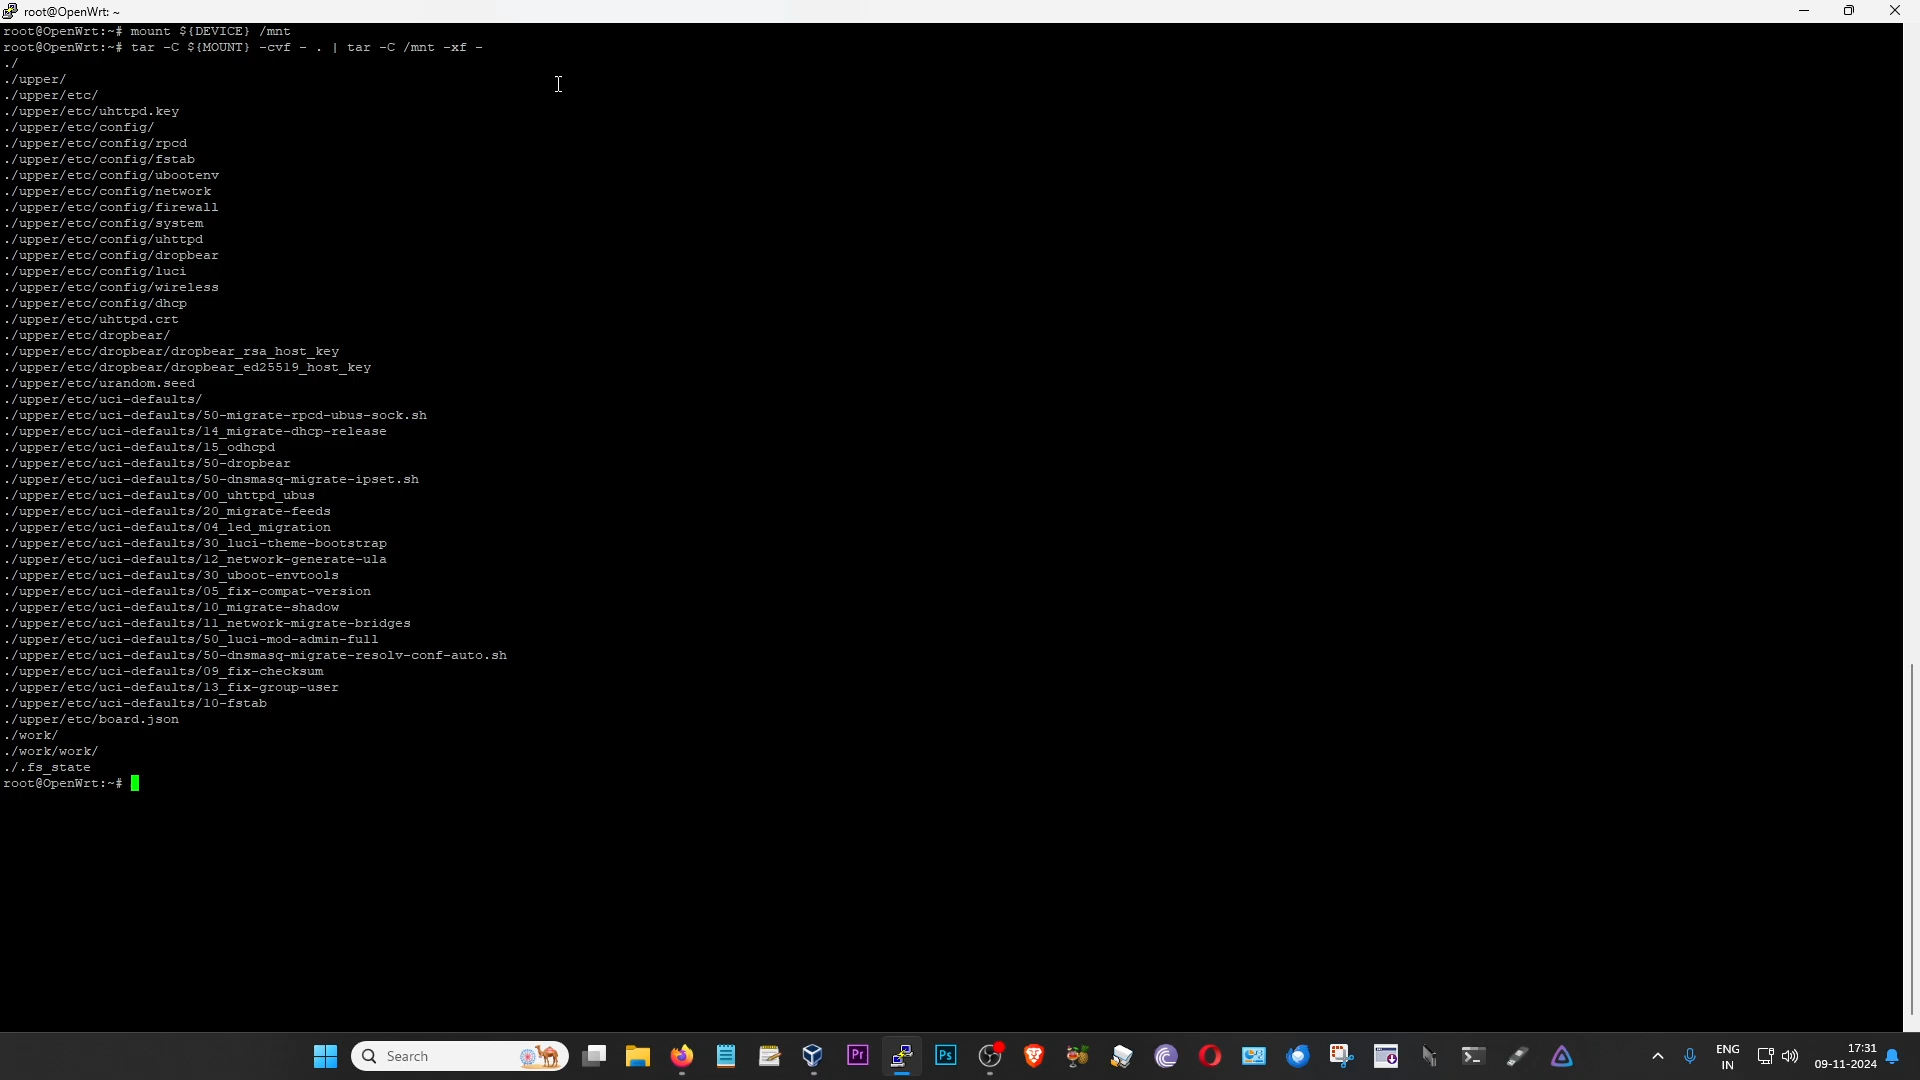 root@OpenWrt: ~
root@OpenWrt:~# mount ${DEVICE} /mnt
root@OpenWrt:~# tar -C ${MOUNT} -cvf - . | tar -C /mnt -xf -
./
./upper/
./upper/etc/
./upper/etc/uhttpd.key
./upper/etc/config/
./upper/etc/config/rpcd
./upper/etc/config/fstab
./upper/etc/config/ubootenv
./upper/etc/config/network
./upper/etc/config/firewall
./upper/etc/config/system
./upper/etc/config/uhttpd
./upper/etc/config/dropbear
./upper/etc/config/luci
./upper/etc/config/wireless
./upper/etc/config/dhcp
./upper/etc/uhttpd.crt
./upper/etc/dropbear/
./upper/etc/dropbear/dropbear_rsa_host_key
./upper/etc/dropbear/dropbear_ed25519_host_key
./upper/etc/urandom.seed
./upper/etc/uci-defaults/
./upper/etc/uci-defaults/50-migrate-rpcd-ubus-sock.sh
./upper/etc/uci-defaults/14_migrate-dhcp-release
./upper/etc/uci-defaults/15_odhcpd
./upper/etc/uci-defaults/50-dropbear
./upper/etc/uci-defaults/50-dnsmasq-migrate-ipset.sh
./upper/etc/uci-defaults/00_uhttpd_ubus
./upper/etc/uci-defaults/20_migrate-feeds
./upper/etc/uci-defaults/04_led_migration
./upper/etc/uci-defaults/30_luci-theme-bootstrap
./upper/etc/uci-defaults/12_network-generate-ula
./upper/etc/uci-defaults/30_uboot-envtools
./upper/etc/uci-defaults/05_fix-compat-version
./upper/etc/uci-defaults/10_migrate-shadow
./upper/etc/uci-defaults/11_network-migrate-bridges
./upper/etc/uci-defaults/50_luci-mod-admin-full
./upper/etc/uci-defaults/50-dnsmasq-migrate-resolv-conf-auto.sh
./upper/etc/uci-defaults/09_fix-checksum
./upper/etc/uci-defaults/13_fix-group-user
./upper/etc/uci-defaults/10-fstab
./upper/etc/board.json
./work/
./work/work/
./.fs_state
root@OpenWrt:~#
Search
Pr
Ps
ENG
IN
17:31
09-11-2024